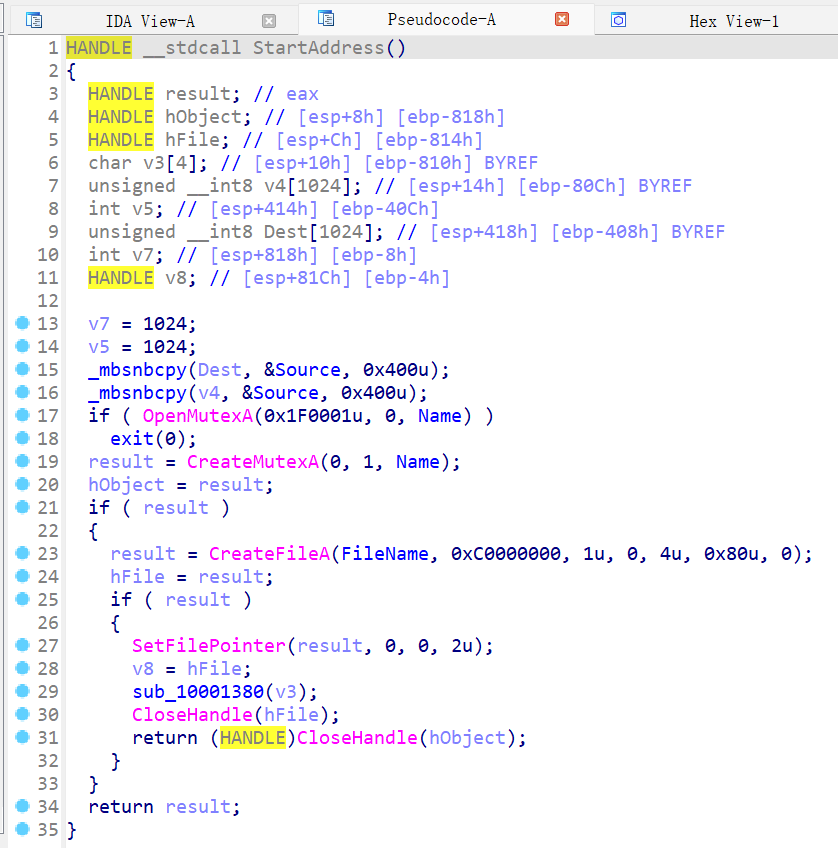 IDA View-A Pseudocode-A Hex View-1
1 HANDLE __stdcall StartAddress()
2 {
3   HANDLE result; // eax
4   HANDLE hObject; // [esp+8h] [ebp-818h]
5   HANDLE hFile; // [esp+Ch] [ebp-814h]
6   char v3[4]; // [esp+10h] [ebp-810h] BYREF
7   unsigned __int8 v4[1024]; // [esp+14h] [ebp-80Ch] BYREF
8   int v5; // [esp+414h] [ebp-40Ch]
9   unsigned __int8 Dest[1024]; // [esp+418h] [ebp-408h] BYREF
10   int v7; // [esp+818h] [ebp-8h]
11   HANDLE v8; // [esp+81Ch] [ebp-4h]
12
13   v7 = 1024;
14   v5 = 1024;
15   _mbsnbcpy(Dest, &Source, 0x400u);
16   _mbsnbcpy(v4, &Source, 0x400u);
17   if ( OpenMutexA(0x1F0001u, 0, Name) )
18     exit(0);
19   result = CreateMutexA(0, 1, Name);
20   hObject = result;
21   if ( result )
22   {
23     result = CreateFileA(FileName, 0xC0000000, 1u, 0, 4u, 0x80u, 0);
24     hFile = result;
25     if ( result )
26     {
27       SetFilePointer(result, 0, 0, 2u);
28       v8 = hFile;
29       sub_10001380(v3);
30       CloseHandle(hFile);
31       return (HANDLE)CloseHandle(hObject);
32     }
33   }
34   return result;
35 }